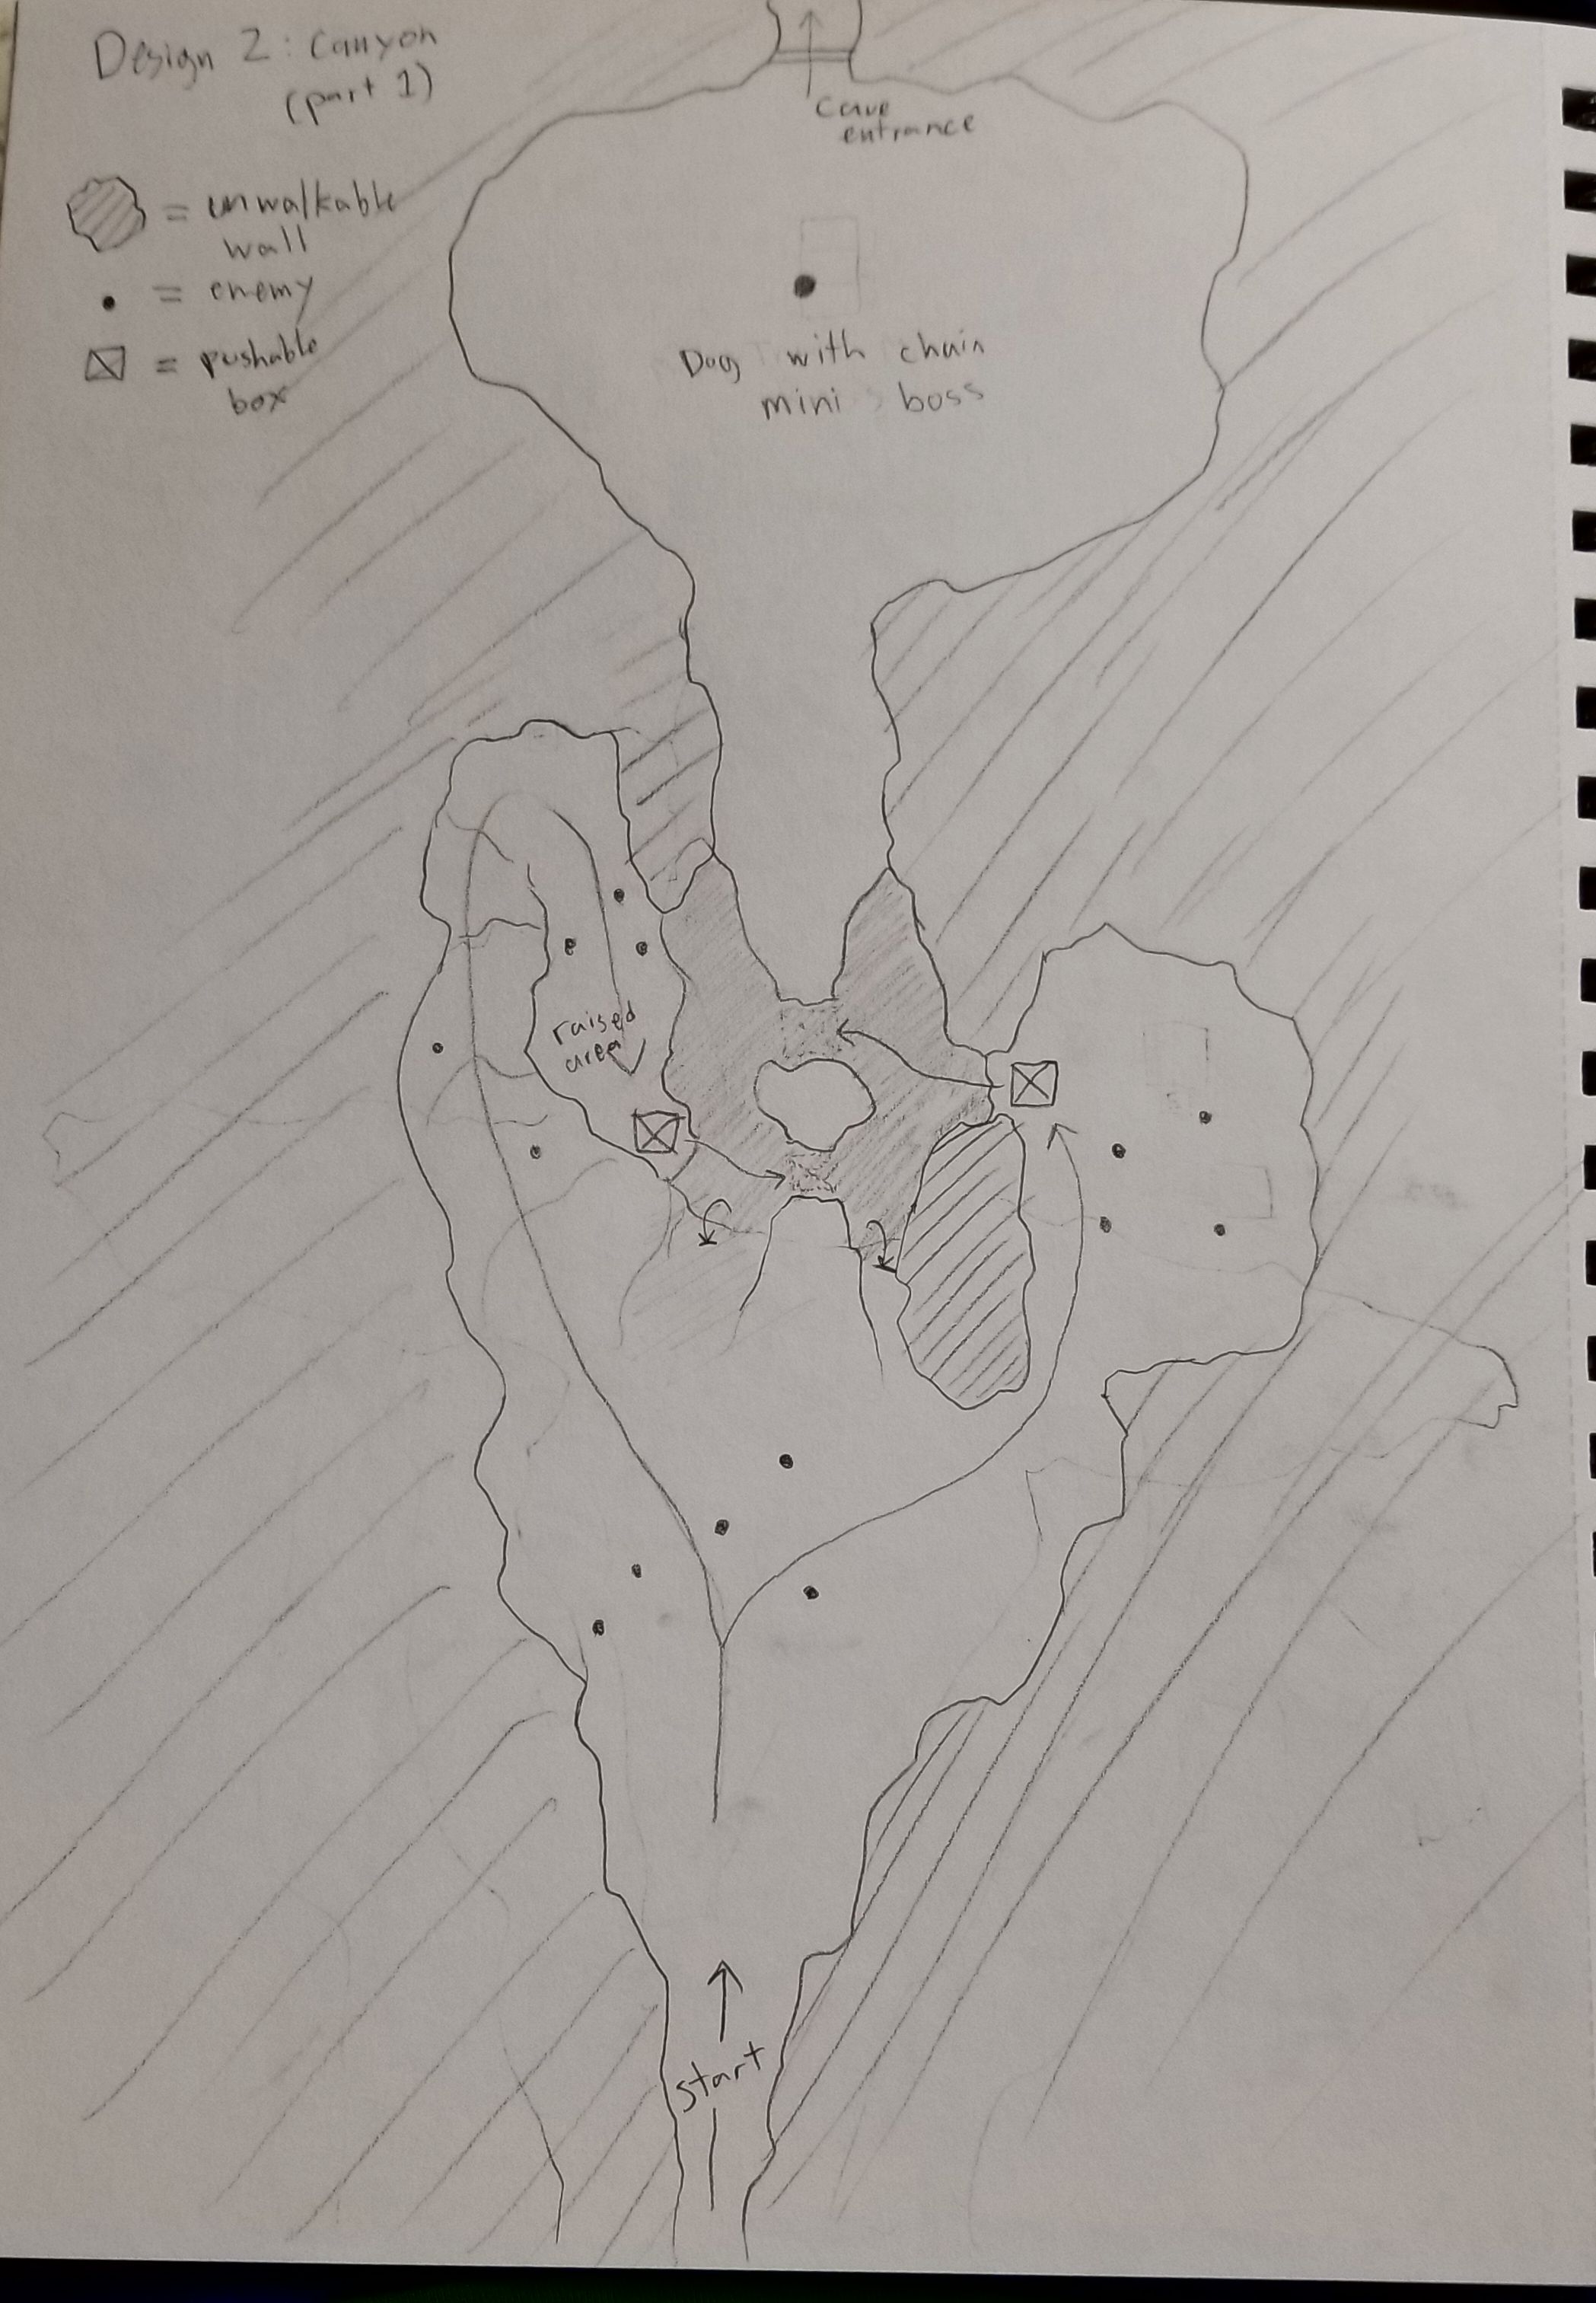 Design 2: Canyon
(part 1)
= unwalkable
wall
= enemy
= pushable
box
Cave
entrance
Dog with chain
mini boss
raised
area
start